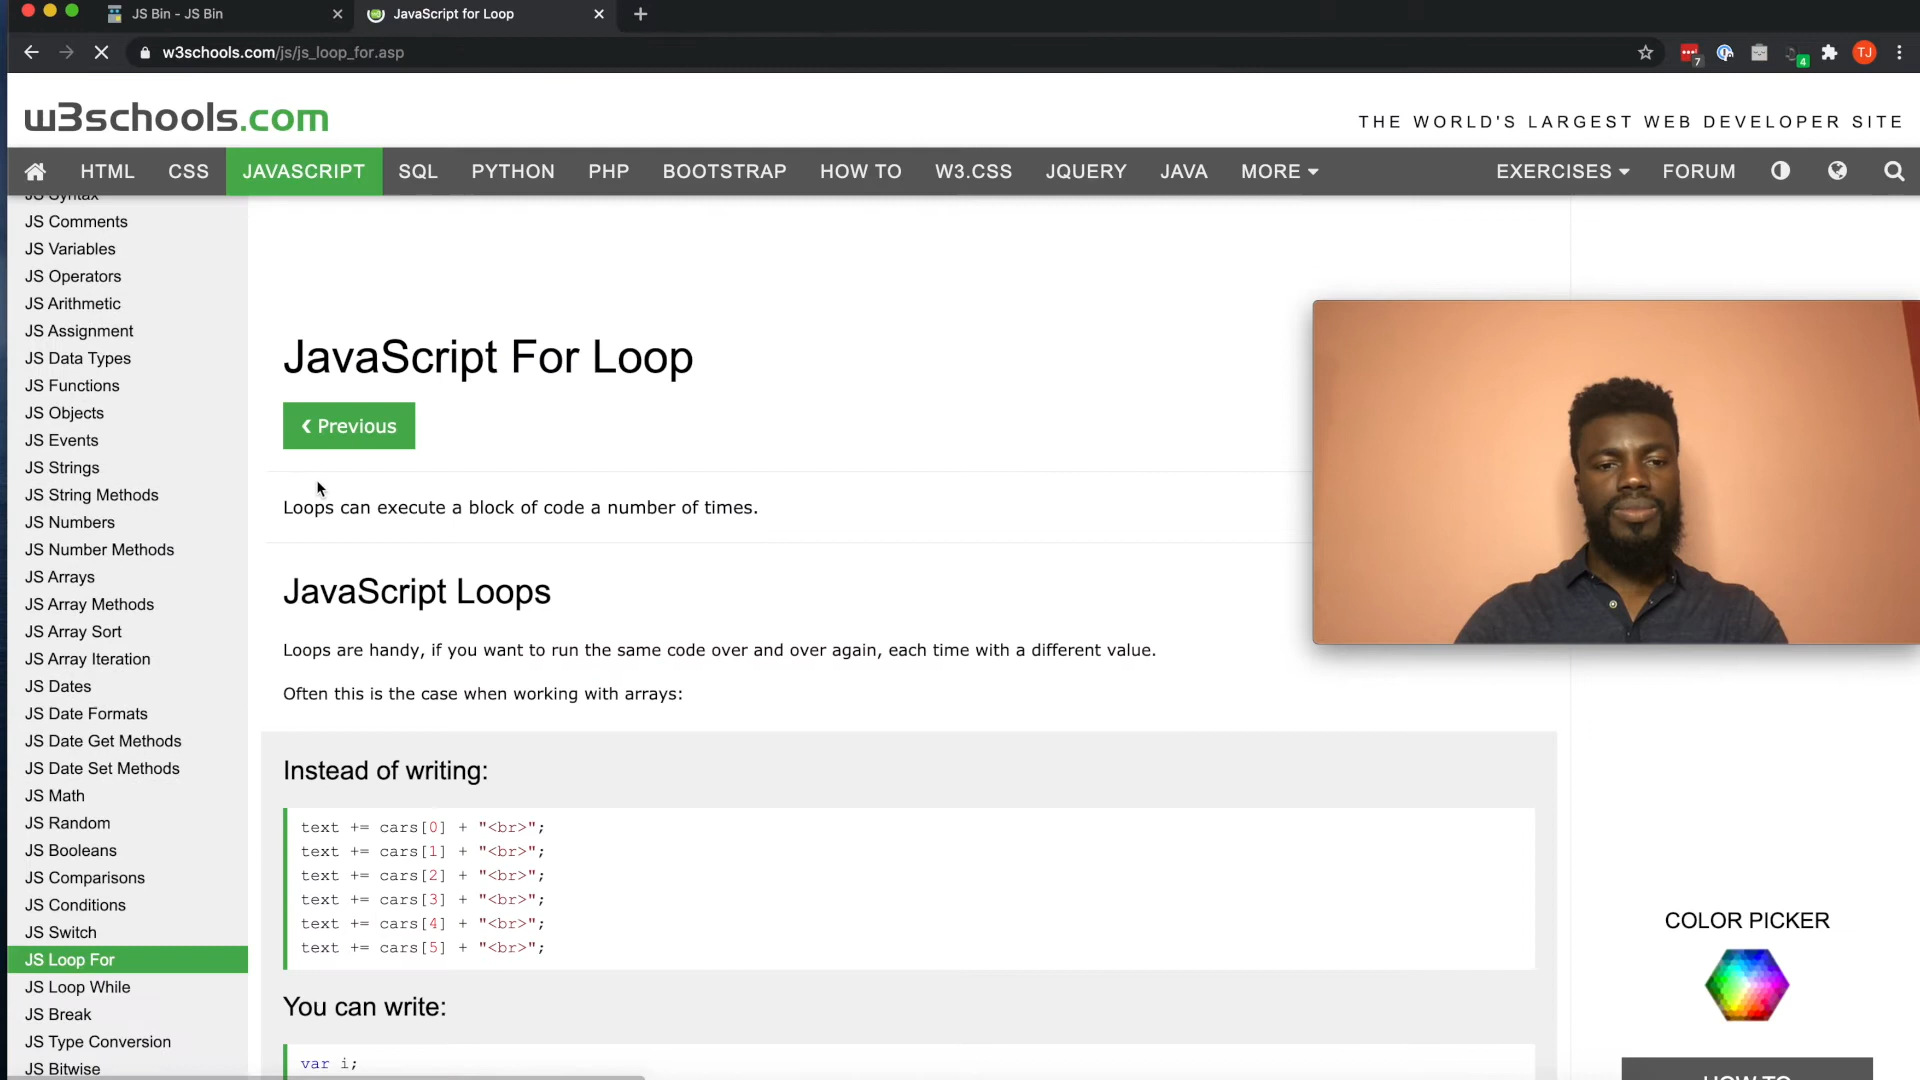 JS Bin - JS Bin
JavaScript for Loop
w3schools.com/js/js_loop_for.asp
7
4
TJ
w3schools.com
THE WORLD'S LARGEST WEB DEVELOPER SITE
HTML CSS JAVASCRIPT SQL PYTHON PHP BOOTSTRAP HOW TO W3.CSS JQUERY JAVA MORE EXERCISES FORUM
JS Syntax
JS Comments
JS Variables
JS Operators
JS Arithmetic
JS Assignment
JS Data Types
JS Functions
JS Objects
JS Events
JS Strings
JS String Methods
JS Numbers
JS Number Methods
JS Arrays
JS Array Methods
JS Array Sort
JS Array Iteration
JS Dates
JS Date Formats
JS Date Get Methods
JS Date Set Methods
JS Math
JS Random
JS Booleans
JS Comparisons
JS Conditions
JS Switch
JS Loop For
JS Loop While
JS Break
JS Type Conversion
JS Bitwise
JavaScript For Loop
❮ Previous
Loops can execute a block of code a number of times.
JavaScript Loops
Loops are handy, if you want to run the same code over and over again, each time with a different value.
Often this is the case when working with arrays:
Instead of writing:
text += cars[0] + "<br>";
text += cars[1] + "<br>";
text += cars[2] + "<br>";
text += cars[3] + "<br>";
text += cars[4] + "<br>";
text += cars[5] + "<br>";
You can write:
var i;
COLOR PICKER
HOW TO